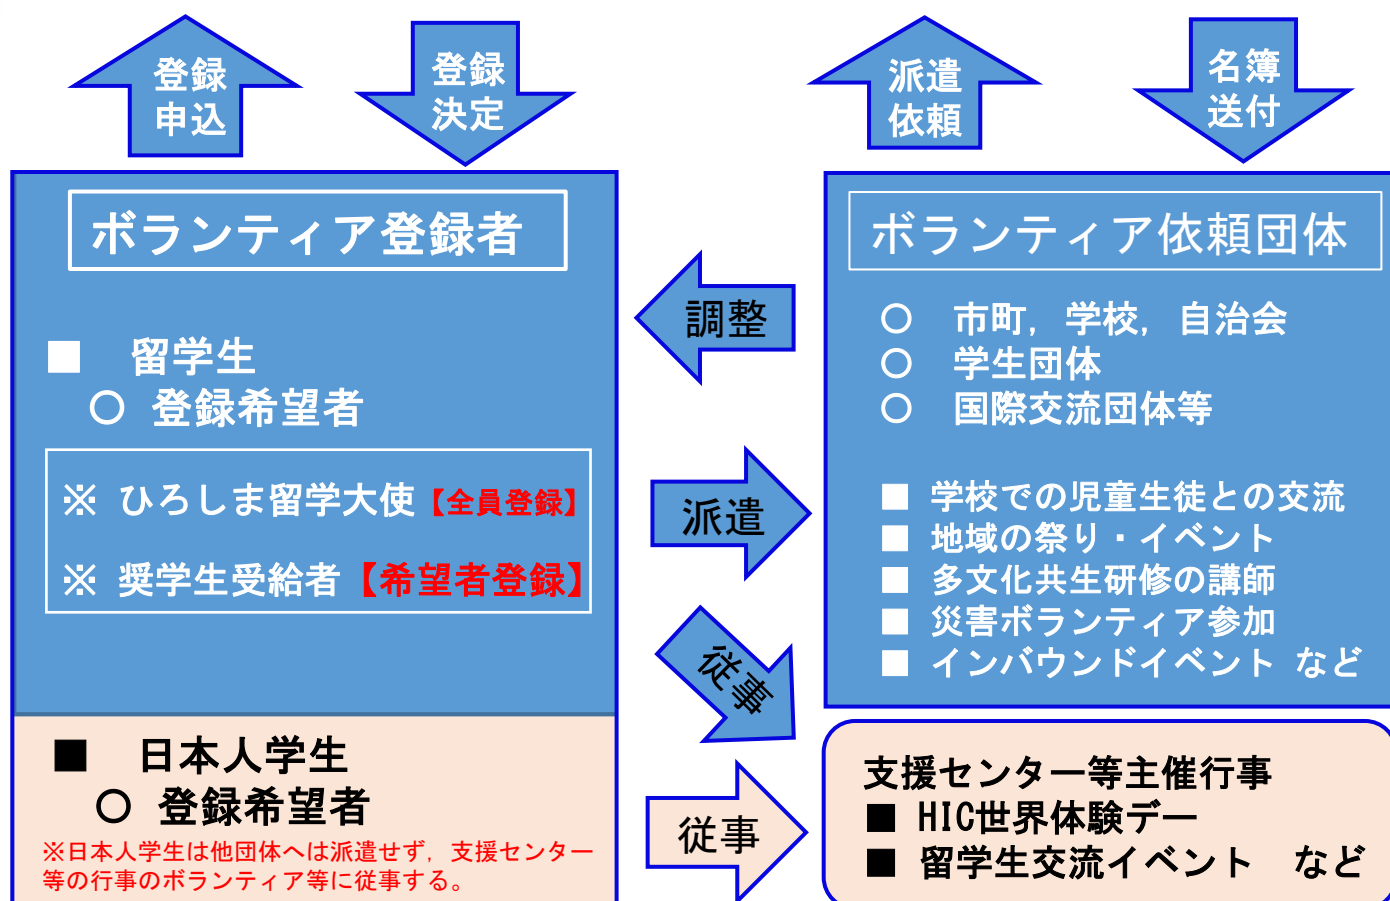 登録
申込
登録
決定
派遣
依頼
名簿
送付
ボランティア登録者
■ 留学生
○ 登録希望者
※ ひろしま留学大使【全員登録】
※ 奨学生受給者【希望者登録】
■ 日本人学生
○ 登録希望者
※日本人学生は他団体へは派遣せず，支援センター
等の行事のボランティア等に従事する。
調整
派遣
従事
従事
ボランティア依頼団体
○ 市町，学校，自治会
○ 学生団体
○ 国際交流団体等
■ 学校での児童生徒との交流
■ 地域の祭り・イベント
■ 多文化共生研修の講師
■ 災害ボランティア参加
■ インバウンドイベント など
支援センター等主催行事
■ HIC世界体験デー
■ 留学生交流イベント など